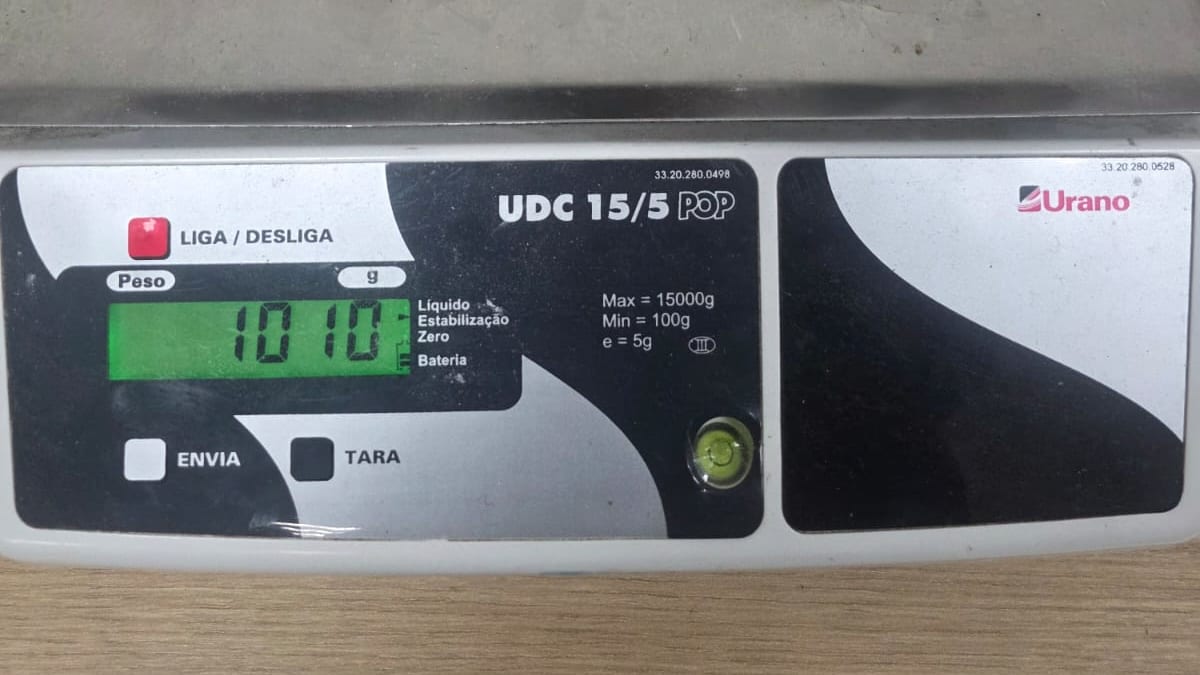 33.20.280.0498
UDC 15/5 POP
LIGA / DESLIGA
Peso
g
1010
Líquido
Estabilização
Zero
Bateria
Max = 15000g
Min = 100g
e = 5g III
ENVIA
TARA
33.20.280.0528
Urano